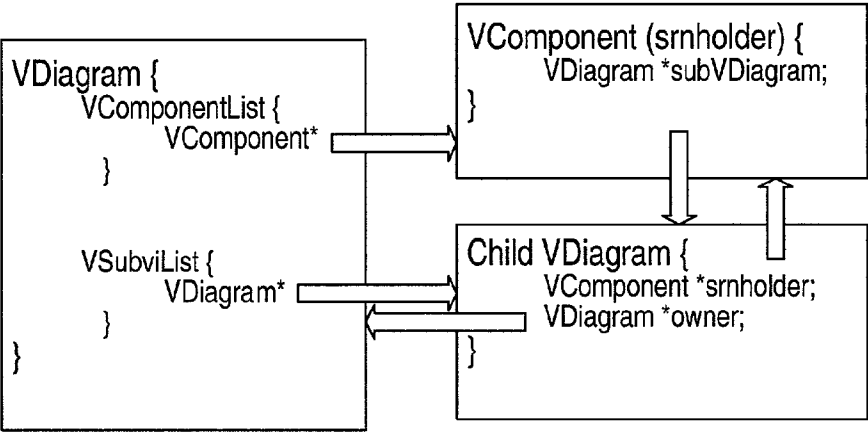 VDiagram {
VComponentList {
VComponent*
}
VSubviList {
VDiagram*
}
}
VComponent (srnholder) {
VDiagram *subVDiagram;
}
Child VDiagram {
VComponent *srnholder;
VDiagram *owner;
}